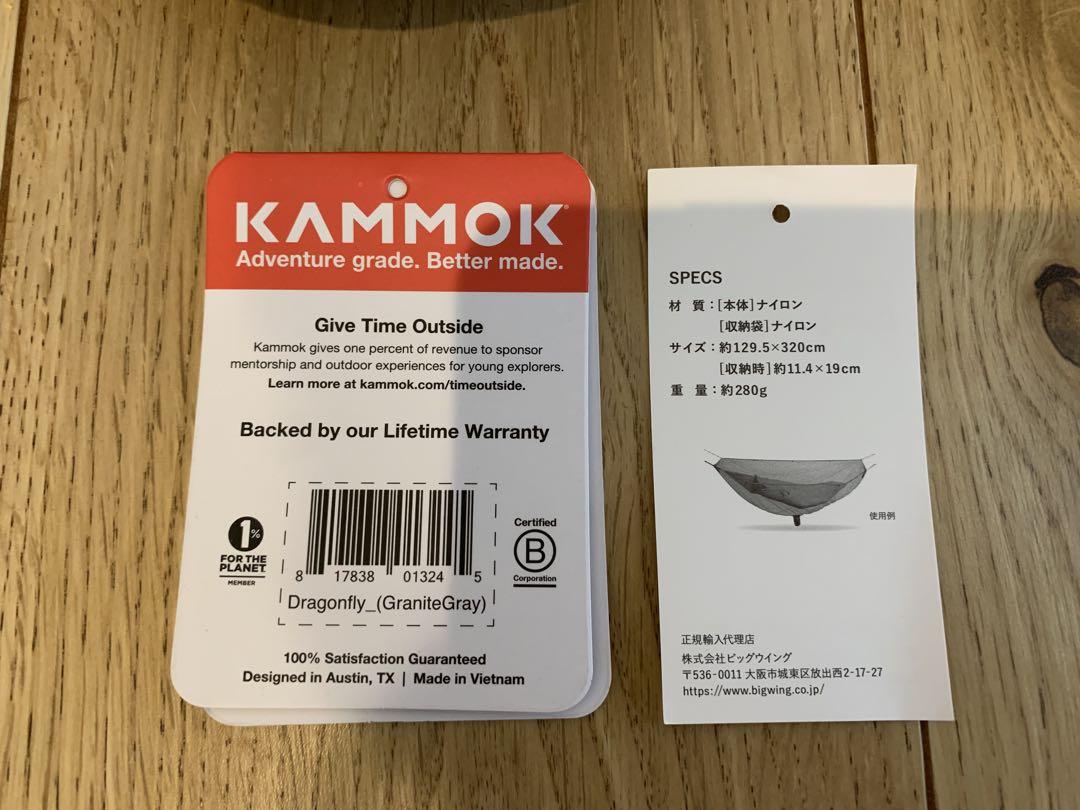 KAMMOK®
Adventure grade. Better made.
Give Time Outside
Kammok gives one percent of revenue to sponsor
mentorship and outdoor experiences for young explorers.
Learn more at kammok.com/timeoutside.
Backed by our Lifetime Warranty
1%
FOR THE
PLANET
MEMBER
8 17838 01324 5
Dragonfly_(GraniteGray)
Certified
B
Corporation
100% Satisfaction Guaranteed
Designed in Austin, TX | Made in Vietnam
SPECS
材 質：［本体］ナイロン
［収納袋］ナイロン
サイズ：約129.5×320cm
［収納時］約11.4×19cm
重 量：約280g
使用例
正規輸入代理店
株式会社ビッグウイング
〒536-0011 大阪市城東区放出西2-17-27
https://www.bigwing.co.jp/